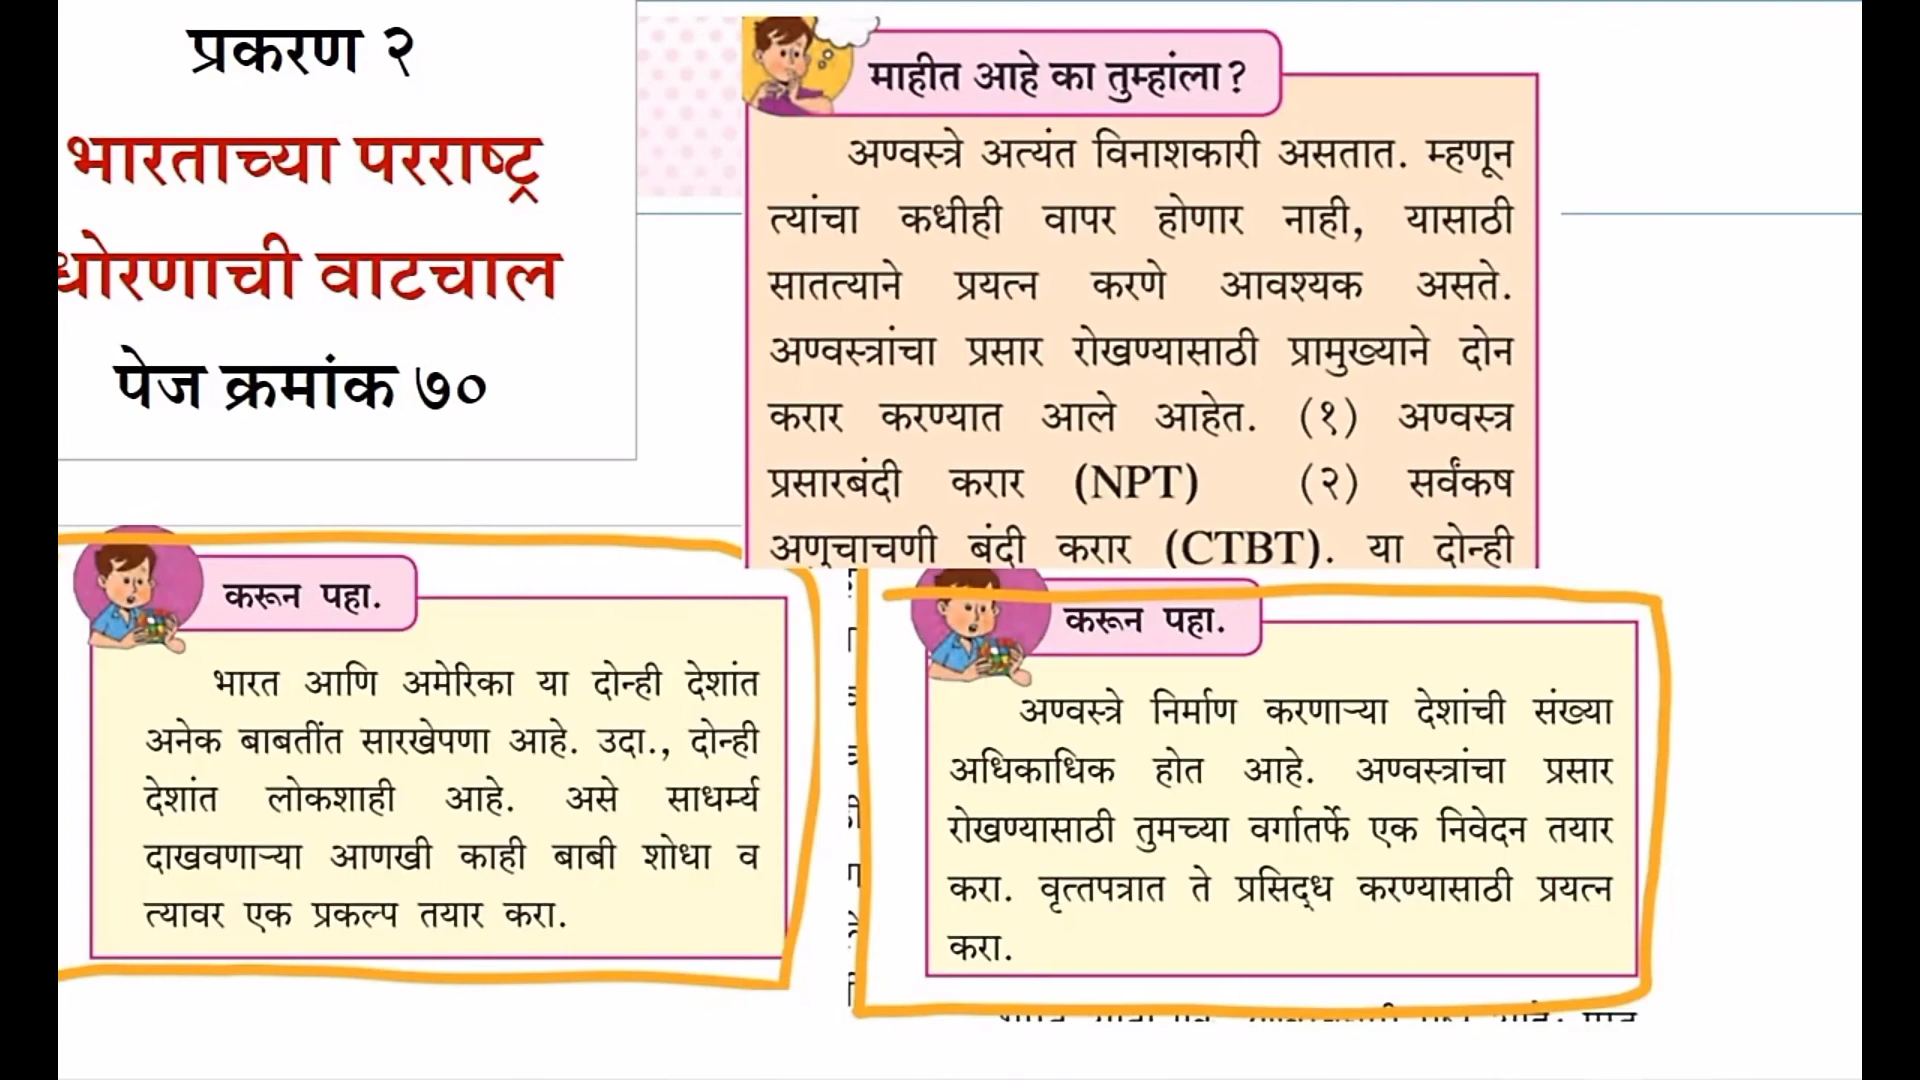 प्रकरण २
भारताच्या परराष्ट्र
धोरणाची वाटचाल
पेज क्रमांक ७०
माहीत आहे का तुम्हांला ?
अण्वस्त्रे अत्यंत विनाशकारी असतात. म्हणून
त्यांचा कधीही वापर होणार नाही, यासाठी
सातत्याने प्रयत्न करणे आवश्यक असते.
अण्वस्त्रांचा प्रसार रोखण्यासाठी प्रामुख्याने दोन
करार करण्यात आले आहेत. (१) अण्वस्त्र
प्रसारबंदी करार (NPT) (२) सर्वंकष
अणुचाचणी बंदी करार (CTBT). या दोन्ही
करून पहा.
भारत आणि अमेरिका या दोन्ही देशांत
अनेक बाबतींत सारखेपणा आहे. उदा., दोन्ही
देशांत लोकशाही आहे. असे साधर्म्य
दाखवणाऱ्या आणखी काही बाबी शोधा व
त्यावर एक प्रकल्प तयार करा.
करून पहा.
अण्वस्त्रे निर्माण करणाऱ्या देशांची संख्या
अधिकाधिक होत आहे. अण्वस्त्रांचा प्रसार
रोखण्यासाठी तुमच्या वर्गातर्फे एक निवेदन तयार
करा. वृत्तपत्रात ते प्रसिद्ध करण्यासाठी प्रयत्न
करा.